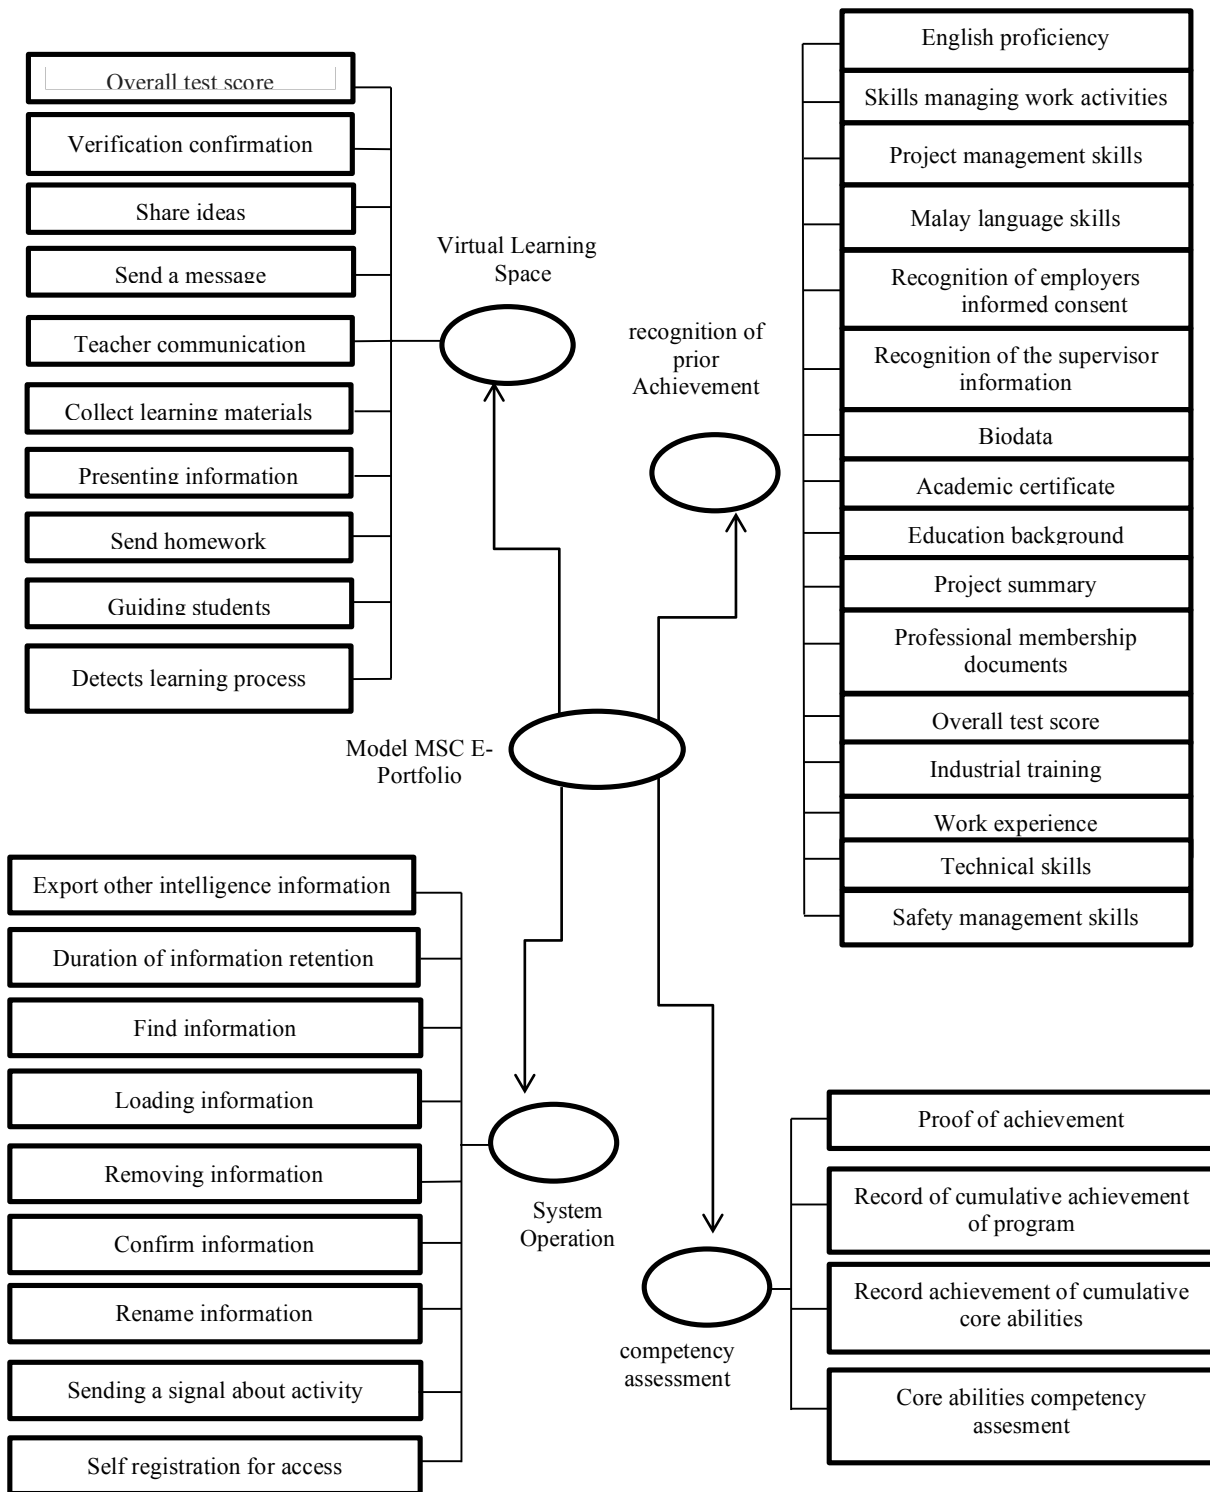 Overall test score
Verification confirmation
Share ideas
Send a message
Teacher communication
Collect learning materials
Presenting information
Send homework
Guiding students
Detects learning process
Virtual Learning
Space
recognition of
prior
Achievement
English proficiency
Skills managing work activities
Project management skills
Malay language skills
Recognition of employers
informed consent
Recognition of the supervisor
information
Biodata
Academic certificate
Education background
Project summary
Professional membership
documents
Overall test score
Industrial training
Work experience
Technical skills
Safety management skills
Model MSC E-
Portfolio
Export other intelligence information
Duration of information retention
Find information
Loading information
Removing information
Confirm information
Rename information
Sending a signal about activity
Self registration for access
System
Operation
competency
assessment
Proof of achievement
Record of cumulative achievement
of program
Record achievement of cumulative
core abilities
Core abilities competency
assesment